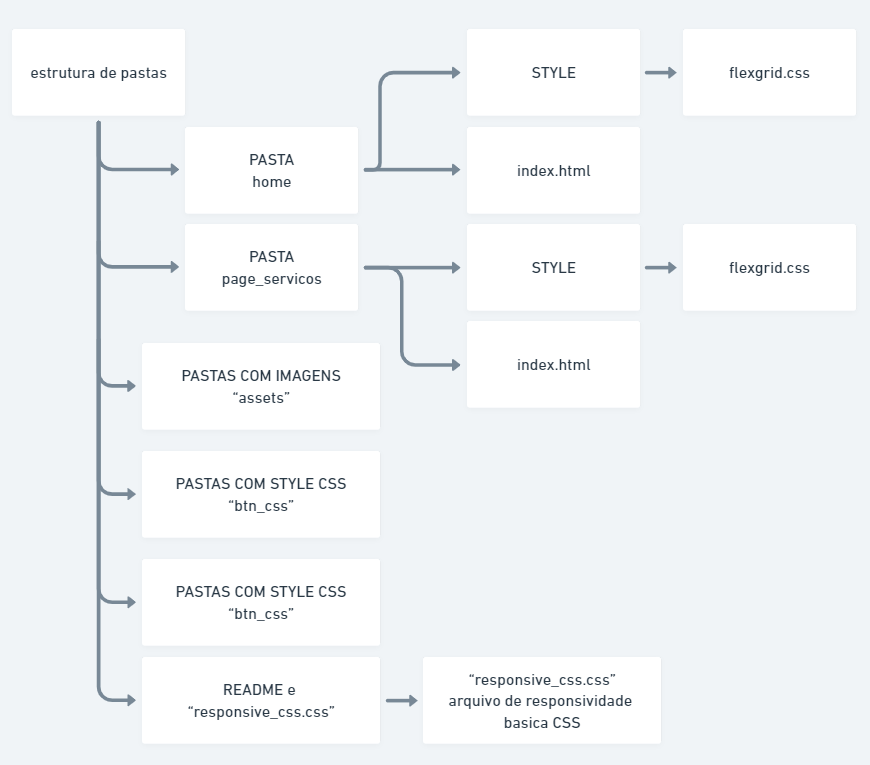 estrutura de pastas
STYLE
flexgrid.css
PASTA
home
index.html
PASTA
page_servicos
STYLE
flexgrid.css
index.html
PASTAS COM IMAGENS
“assets”
PASTAS COM STYLE CSS
“btn_css”
PASTAS COM STYLE CSS
“btn_css”
README e
“responsive_css.css”
“responsive_css.css”
arquivo de responsividade
basica CSS